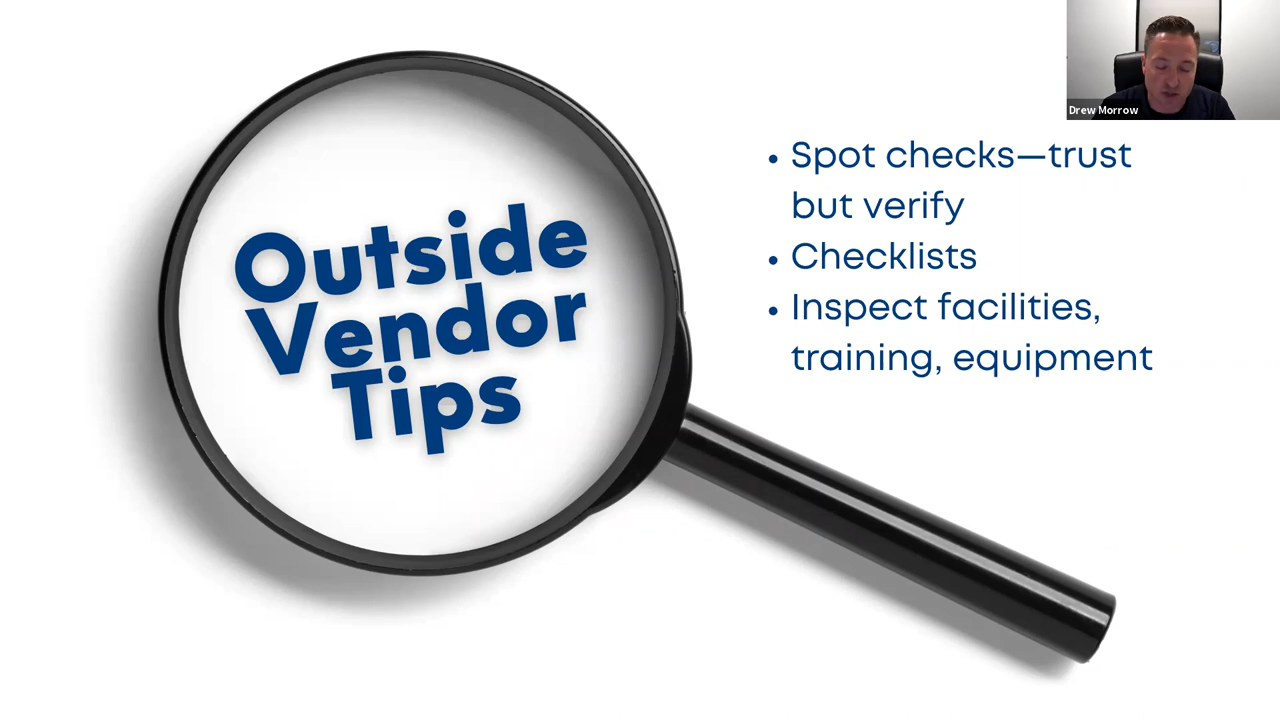 Drew Morrow
Outside
Vendor
Tips
• Spot checks—trust
but verify
• Checklists
• Inspect facilities,
training, equipment